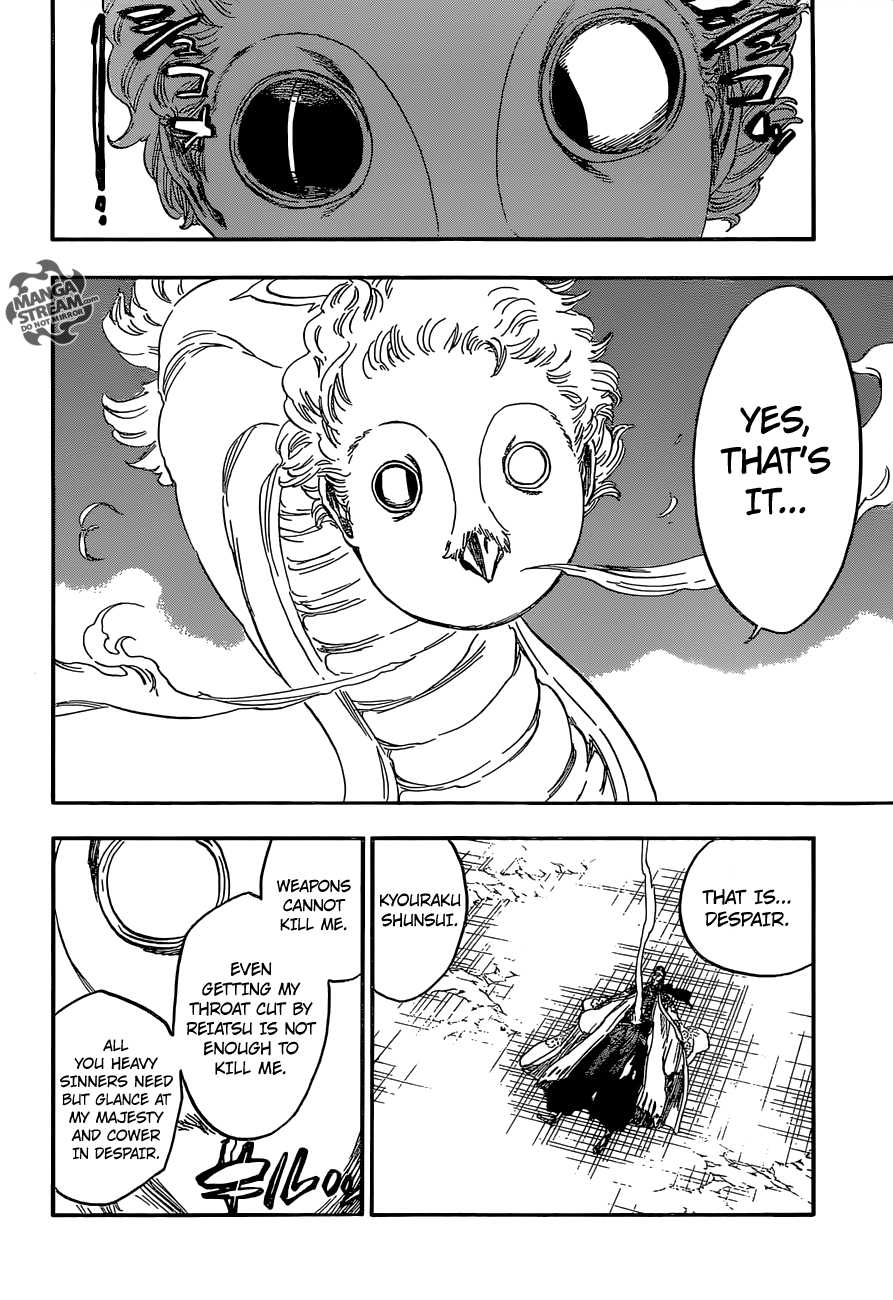 MANGA
STREAM.com
DO NOT MIRROR
YES,
THAT'S
IT...
THAT IS...
DESPAIR.
KYOURAKU
SHUNSUI.
WEAPONS
CANNOT
KILL ME.
EVEN
GETTING MY
THROAT CUT BY
REIATSU IS NOT
ENOUGH TO
KILL ME.
ALL
YOU HEAVY
SINNERS NEED
BUT GLANCE AT
MY MAJESTY
AND COWER
IN DESPAIR.